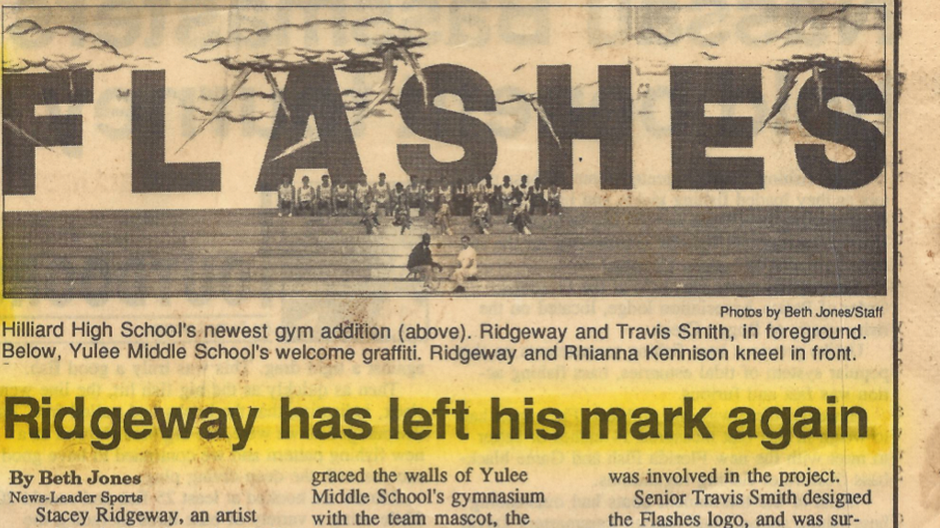 FLASHES
Photos by Beth Jones/Staff
Hilliard High School's newest gym addition (above). Ridgeway and Travis Smith, in foreground.
Below, Yulee Middle School's welcome graffiti. Ridgeway and Rhianna Kennison kneel in front.
Ridgeway has left his mark again
By Beth Jones
News-Leader Sports
Stacey Ridgeway, an artist
graced the walls of Yulee
Middle School's gymnasium
with the team mascot, the
was involved in the project.
Senior Travis Smith designed
the Flashes logo, and was sur-